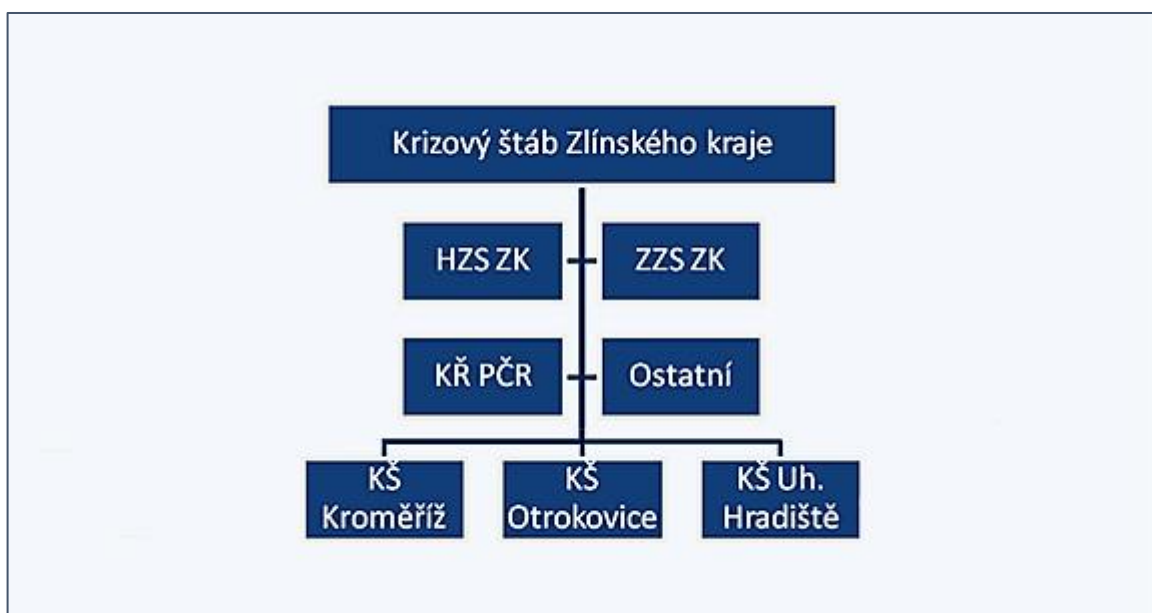 Krizový štáb Zlínského kraje
HZS ZK
ZZS ZK
KŘ PČR
Ostatní
KŠ
Kroměříž
KŠ
Otrokovice
KŠ Uh.
Hradiště